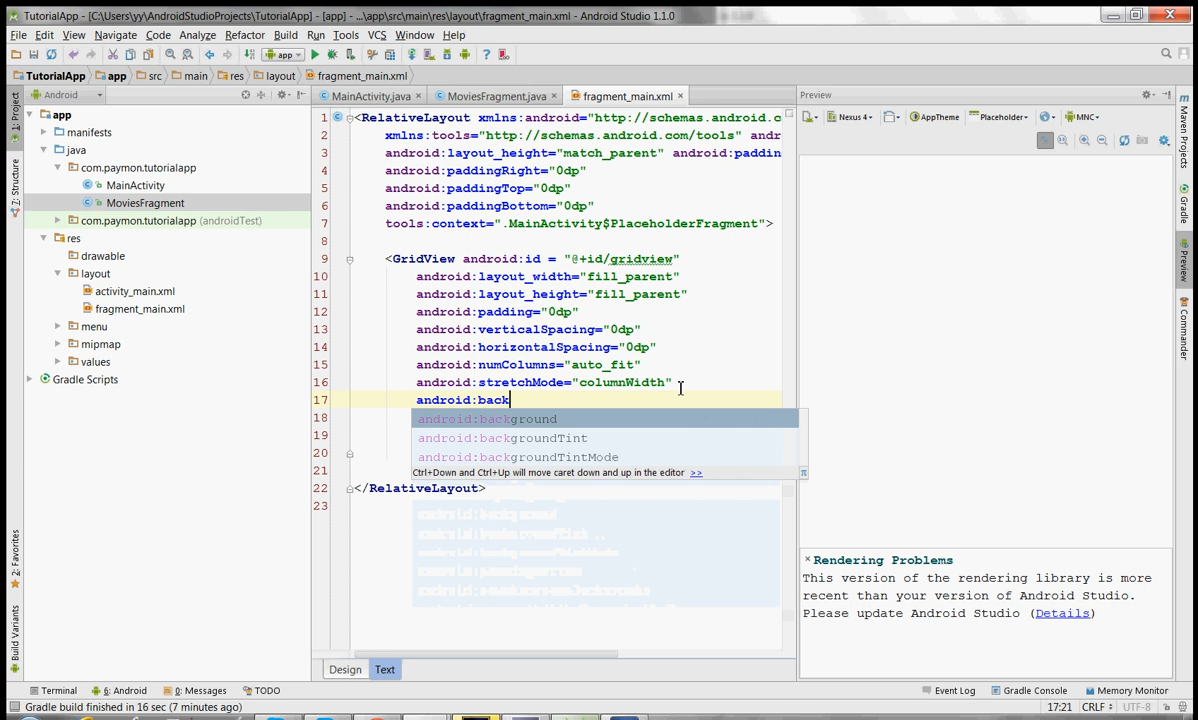 TutorialApp - [C:\Users\yy\AndroidStudioProjects\TutorialApp] - [app] - ...\app\src\main\res\layout\fragment_main.xml - Android Studio 1.1.0
File Edit View Navigate Code Analyze Refactor Build Run Tools VCS Window Help
app
TutorialApp app src main res layout fragment_main.xml
Android
MainActivity.java MoviesFragment.java fragment_main.xml
Preview
1: Project
7: Structure
2: Favorites
Build Variants
app
manifests
java
com.paymon.tutorialapp
MainActivity
MoviesFragment
com.paymon.tutorialapp (androidTest)
res
drawable
layout
activity_main.xml
fragment_main.xml
menu
mipmap
values
Gradle Scripts
1 <RelativeLayout xmlns:android="http://schemas.android.c
2 xmlns:tools="http://schemas.android.com/tools" andr
3 android:layout_height="match_parent" android:paddin
4 android:paddingRight="0dp"
5 android:paddingTop="0dp"
6 android:paddingBottom="0dp"
7 tools:context=".MainActivity$PlaceholderFragment">
8
9 <GridView android:id = "@+id/gridview"
10 android:layout_width="fill_parent"
11 android:layout_height="fill_parent"
12 android:padding="0dp"
13 android:verticalSpacing="0dp"
14 android:horizontalSpacing="0dp"
15 android:numColumns="auto_fit"
16 android:stretchMode="columnWidth"
17 android:back
18 android:background
19 android:backgroundTint
20 android:backgroundTintMode
21 Ctrl+Down and Ctrl+Up will move caret down and up in the editor >>
22 </RelativeLayout>
23
Design Text
Nexus 4 AppTheme Placeholder MNC
Rendering Problems
This version of the rendering library is more
recent than your version of Android Studio.
Please update Android Studio (Details)
Maven Projects
Gradle
Preview
Commander
Terminal 6: Android 0: Messages TODO
Event Log Gradle Console Memory Monitor
Gradle build finished in 16 sec (7 minutes ago)
17:21 CRLF UTF-8